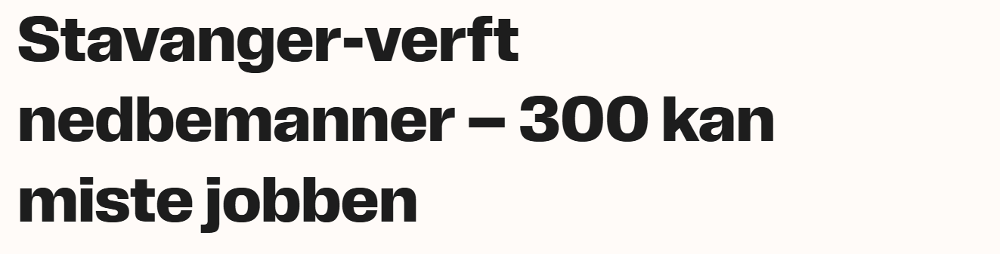 Stavanger-verft
nedbemanner – 300 kan
miste jobben